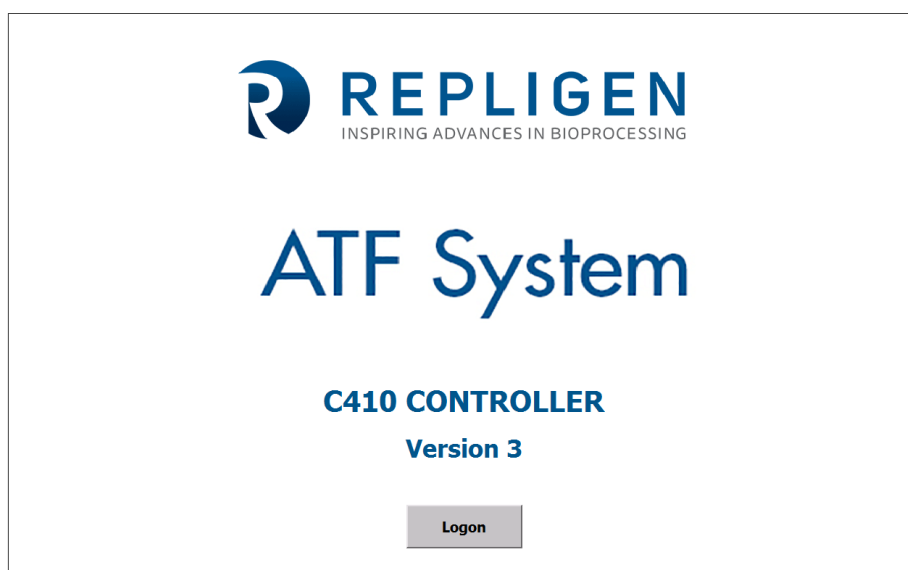 REPLIGEN
INSPIRING ADVANCES IN BIOPROCESSING
ATF System
C410 CONTROLLER
Version 3
Logon